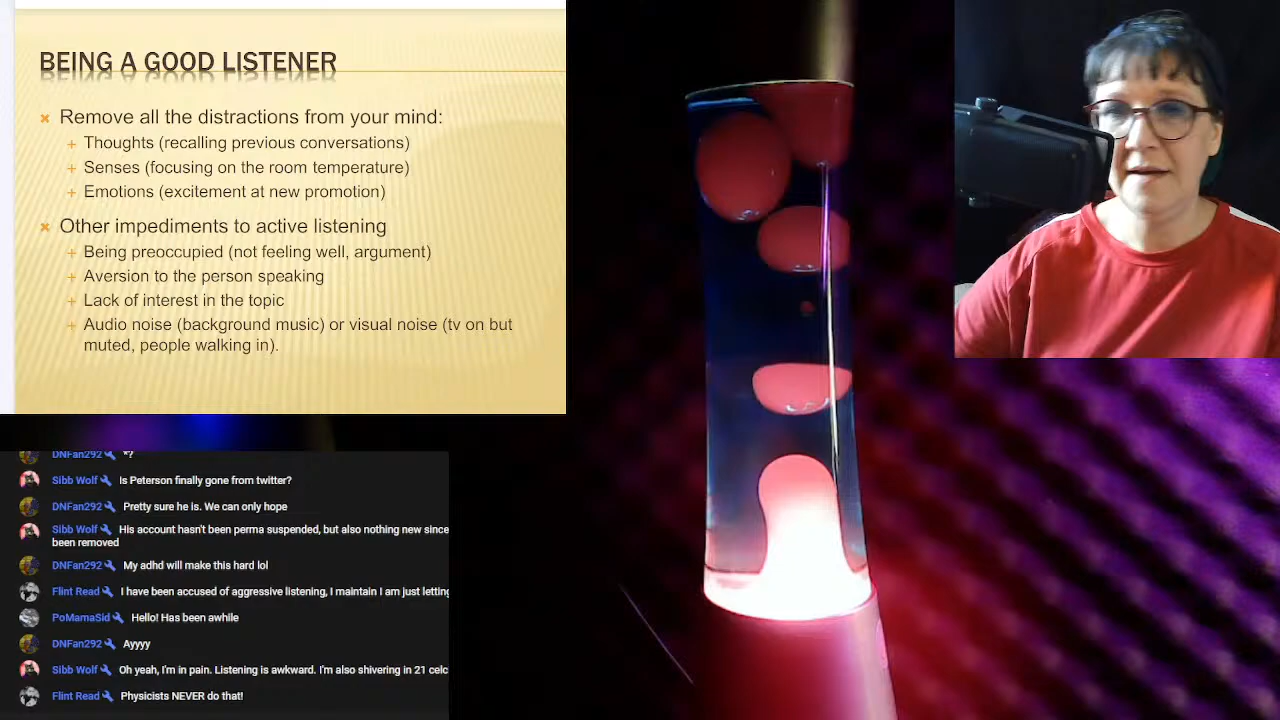 BEING A GOOD LISTENER
Remove all the distractions from your mind:
Thoughts (recalling previous conversations)
Senses (focusing on the room temperature)
Emotions (excitement at new promotion)
Other impediments to active listening
Being preoccupied (not feeling well, argument)
Aversion to the person speaking
Lack of interest in the topic
Audio noise (background music) or visual noise (tv on but
muted, people walking in).
DNFan292 *?
Sibb Wolf Is Peterson finally gone from twitter?
DNFan292 Pretty sure he is. We can only hope
Sibb Wolf His account hasn't been perma suspended, but also nothing new since
been removed
DNFan292 My adhd will make this hard lol
Flint Read I have been accused of aggressive listening, I maintain I am just letting
PoMamaSid Hello! Has been awhile
DNFan292 Ayyyy
Sibb Wolf Oh yeah, I'm in pain. Listening is awkward. I'm also shivering in 21 celc
Flint Read Physicists NEVER do that!